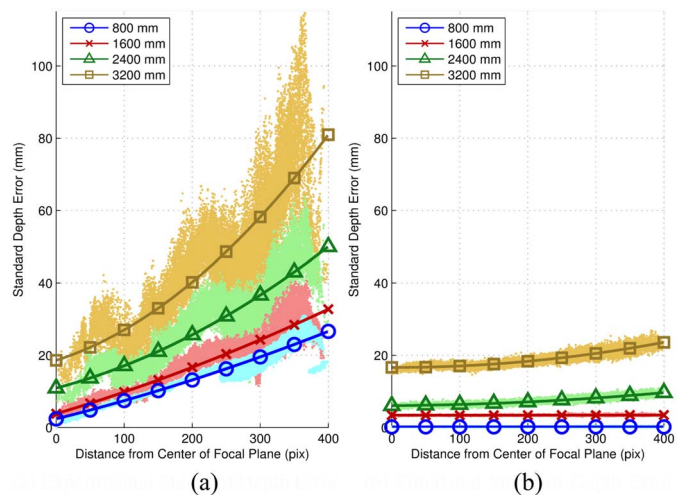 800 mm
1600 mm
2400 mm
3200 mm
Standard Depth Error (mm)
0
20
40
60
80
100
0 100 200 300 400
Distance from Center of Focal Plane (pix)
(a)
800 mm
1600 mm
2400 mm
3200 mm
Standard Depth Error (mm)
0
20
40
60
80
100
0 100 200 300 400
Distance from Center of Focal Plane (pix)
(b)